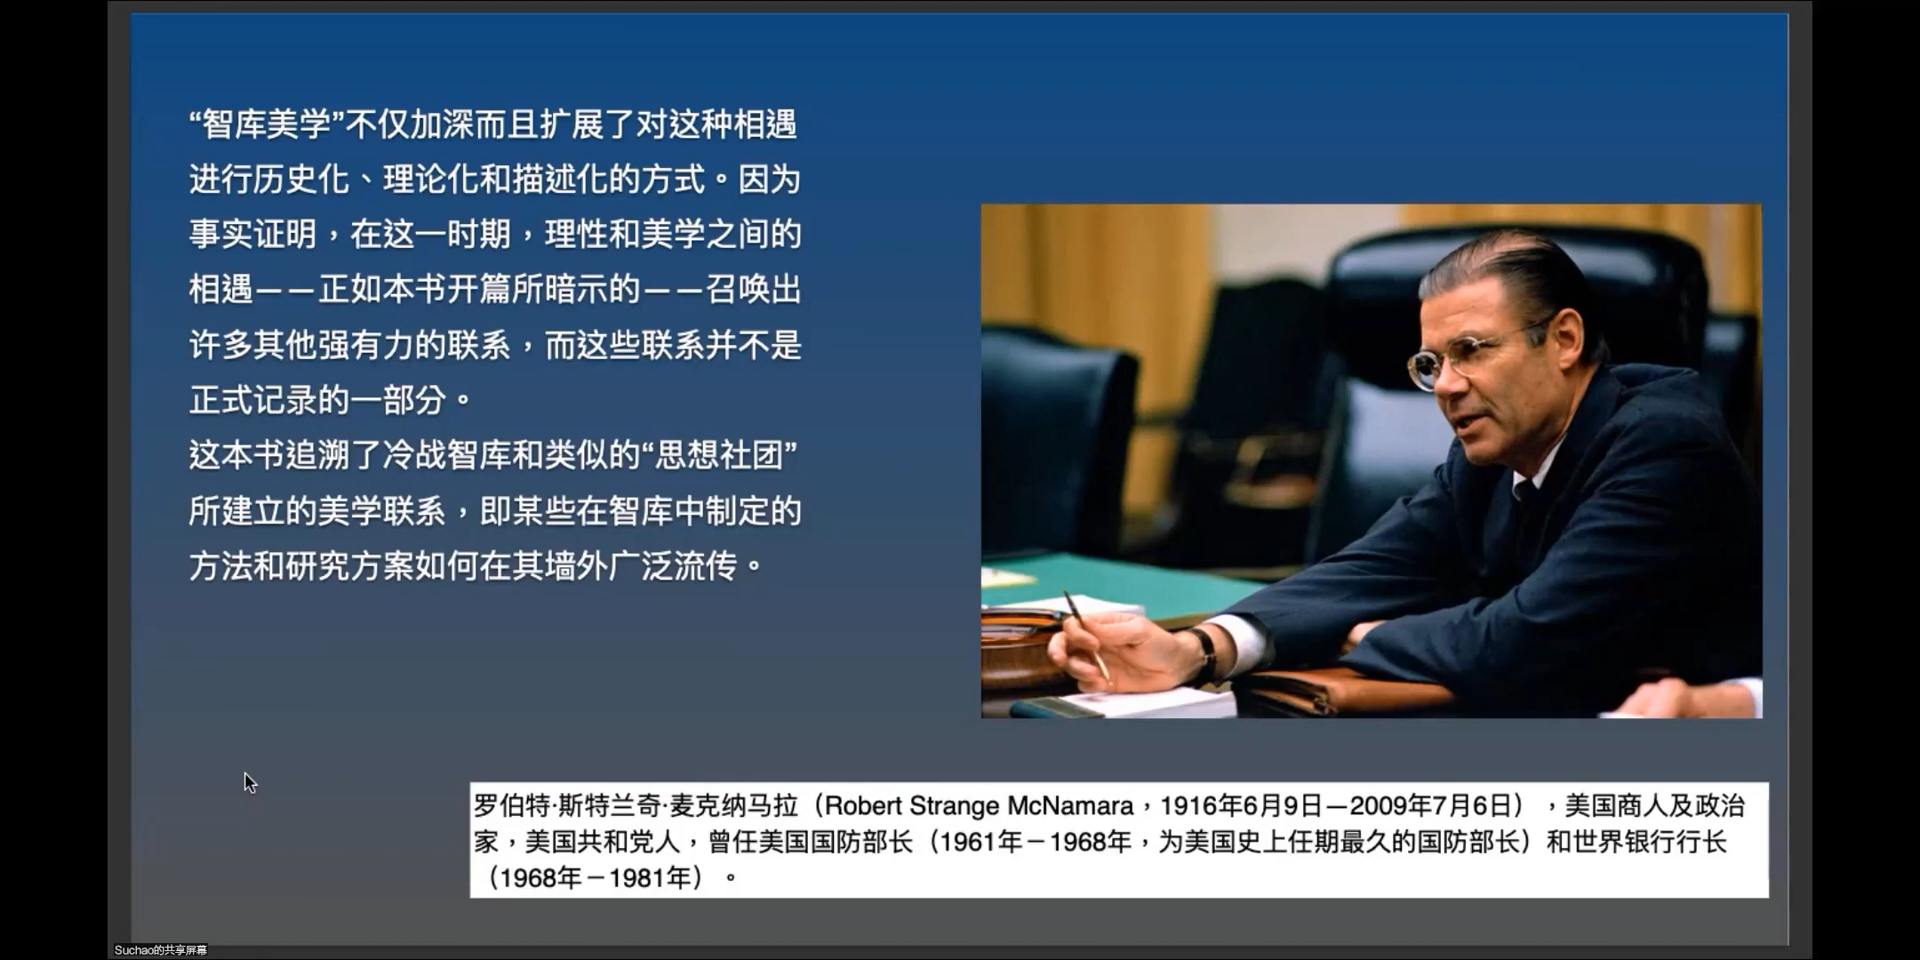 “智库美学”不仅加深而且扩展了对这种相遇
进行历史化、理论化和描述化的方式。因为
事实证明，在这一时期，理性和美学之间的
相遇——正如本书开篇所暗示的——召唤出
许多其他强有力的联系，而这些联系并不是
正式记录的一部分。
这本书追溯了冷战智库和类似的“思想社团”
所建立的美学联系，即某些在智库中制定的
方法和研究方案如何在其墙外广泛流传。
罗伯特·斯特兰奇·麦克纳马拉（Robert Strange McNamara，1916年6月9日—2009年7月6日），美国商人及政治
家，美国共和党人，曾任美国国防部长（1961年－1968年，为美国史上任期最久的国防部长）和世界银行行长
（1968年－1981年）。
Suchao的共享屏幕